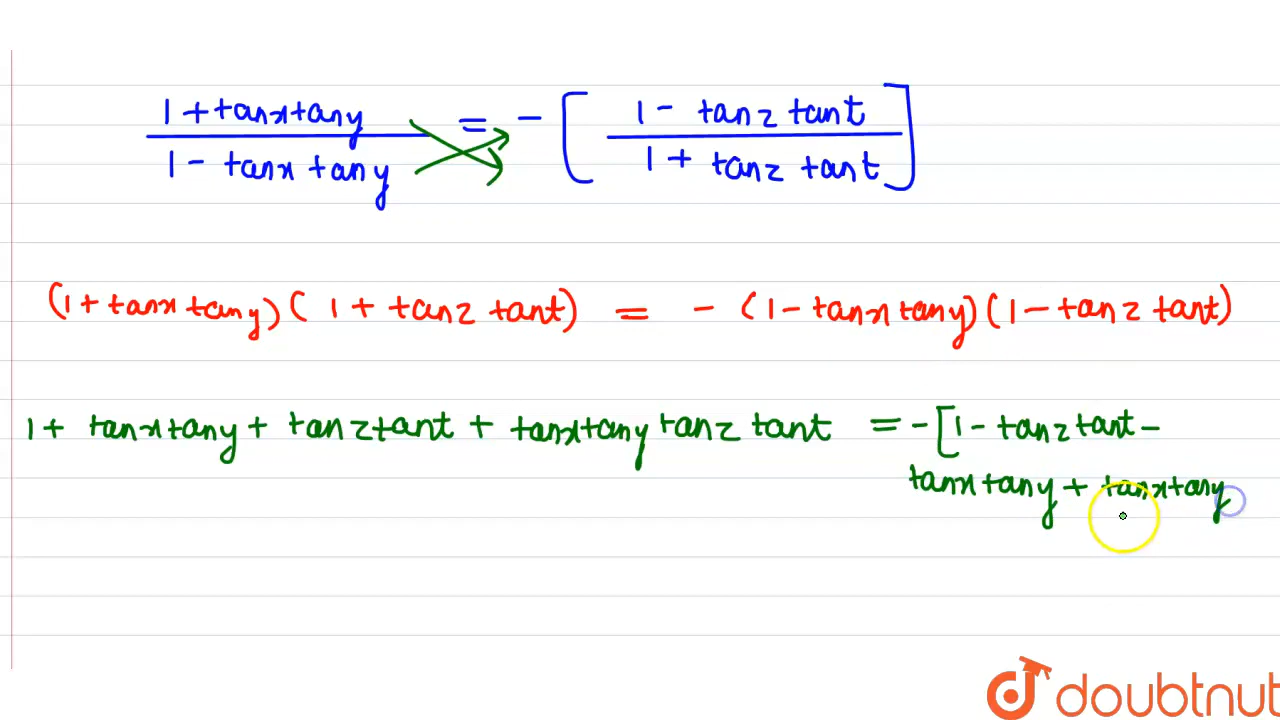 1 + tanx tany
1 - tanx tany
= - [
1 - tanz tant
1 + tanz tant
]
(1 + tanx tany) ( 1 + tanz tant) = - (1 - tanx tany) (1 - tanz tant)
1 + tanx tany + tanz tant + tanx tany tanz tant = - [1 - tanz tant -
tanx tany + tanx tany
doubtnut